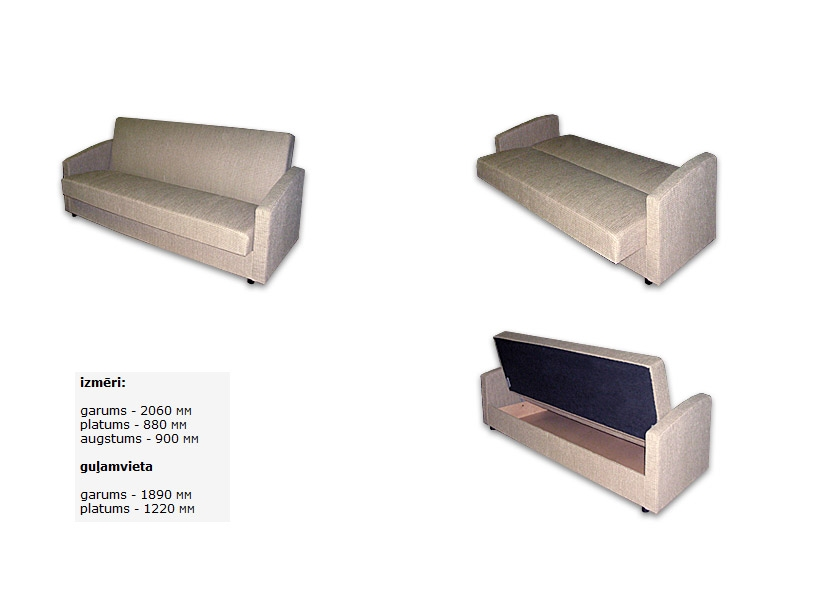 izmēri:
garums - 2060 мм
platums - 880 мм
augstums - 900 мм
guļamvieta
garums - 1890 мм
platums - 1220 мм